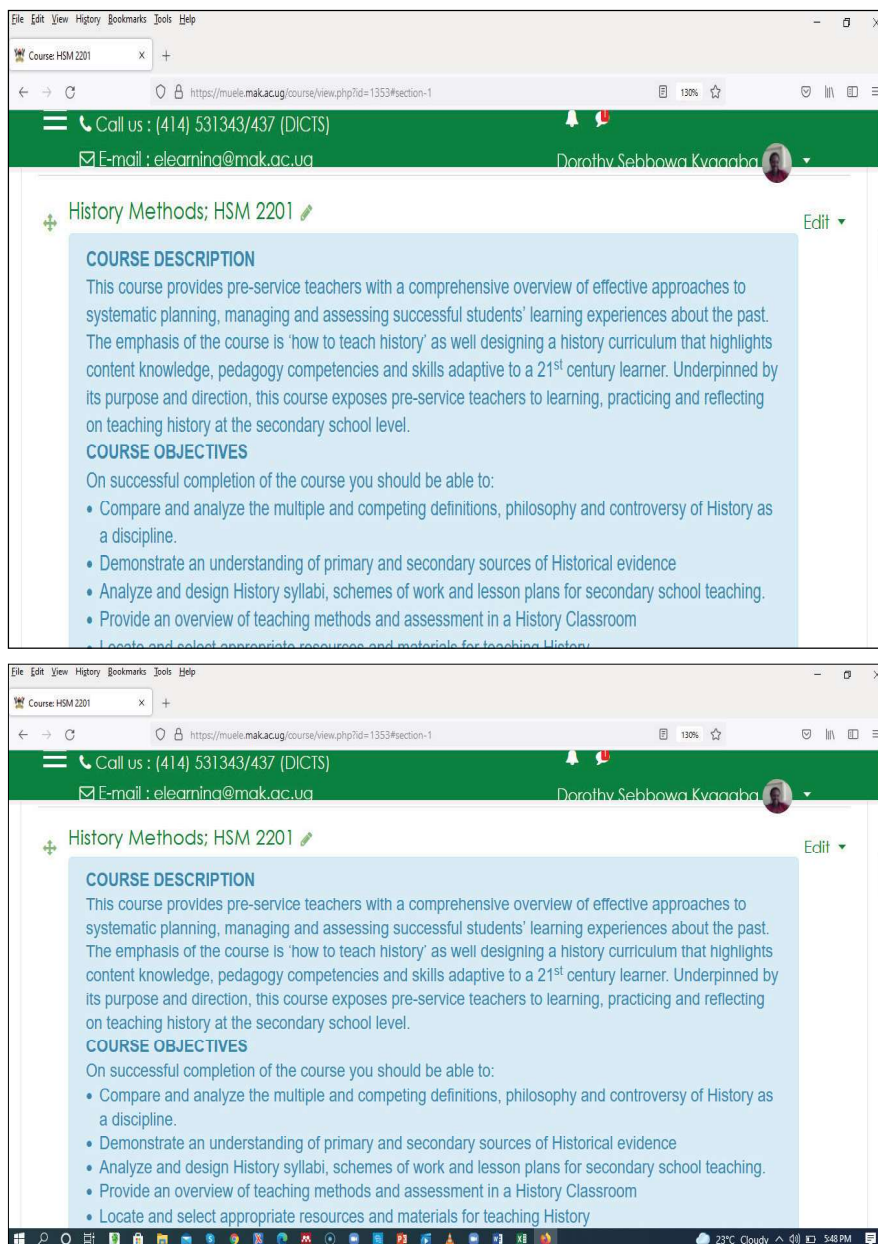 File Edit View History Bookmarks Tools Help
Course: HSM 2201 × +
https://muele.mak.ac.ug/course/view.php?id=1353#section-1 130%
Call us : (414) 531343/437 (DICTS)
E-mail : elearning@mak.ac.ug Dorothy Sebbowa Kyagaba
History Methods; HSM 2201 Edit
COURSE DESCRIPTION
This course provides pre-service teachers with a comprehensive overview of effective approaches to
systematic planning, managing and assessing successful students' learning experiences about the past.
The emphasis of the course is 'how to teach history' as well designing a history curriculum that highlights
content knowledge, pedagogy competencies and skills adaptive to a 21st century learner. Underpinned by
its purpose and direction, this course exposes pre-service teachers to learning, practicing and reflecting
on teaching history at the secondary school level.
COURSE OBJECTIVES
On successful completion of the course you should be able to:
• Compare and analyze the multiple and competing definitions, philosophy and controversy of History as
a discipline.
• Demonstrate an understanding of primary and secondary sources of Historical evidence
• Analyze and design History syllabi, schemes of work and lesson plans for secondary school teaching.
• Provide an overview of teaching methods and assessment in a History Classroom
• Locate and select appropriate resources and materials for teaching History
File Edit View History Bookmarks Tools Help
Course: HSM 2201 × +
https://muele.mak.ac.ug/course/view.php?id=1353#section-1 130%
Call us : (414) 531343/437 (DICTS)
E-mail : elearning@mak.ac.ug Dorothy Sebbowa Kyagaba
History Methods; HSM 2201 Edit
COURSE DESCRIPTION
This course provides pre-service teachers with a comprehensive overview of effective approaches to
systematic planning, managing and assessing successful students' learning experiences about the past.
The emphasis of the course is 'how to teach history' as well designing a history curriculum that highlights
content knowledge, pedagogy competencies and skills adaptive to a 21st century learner. Underpinned by
its purpose and direction, this course exposes pre-service teachers to learning, practicing and reflecting
on teaching history at the secondary school level.
COURSE OBJECTIVES
On successful completion of the course you should be able to:
• Compare and analyze the multiple and competing definitions, philosophy and controversy of History as
a discipline.
• Demonstrate an understanding of primary and secondary sources of Historical evidence
• Analyze and design History syllabi, schemes of work and lesson plans for secondary school teaching.
• Provide an overview of teaching methods and assessment in a History Classroom
• Locate and select appropriate resources and materials for teaching History
23°C Cloudy 5:48 PM